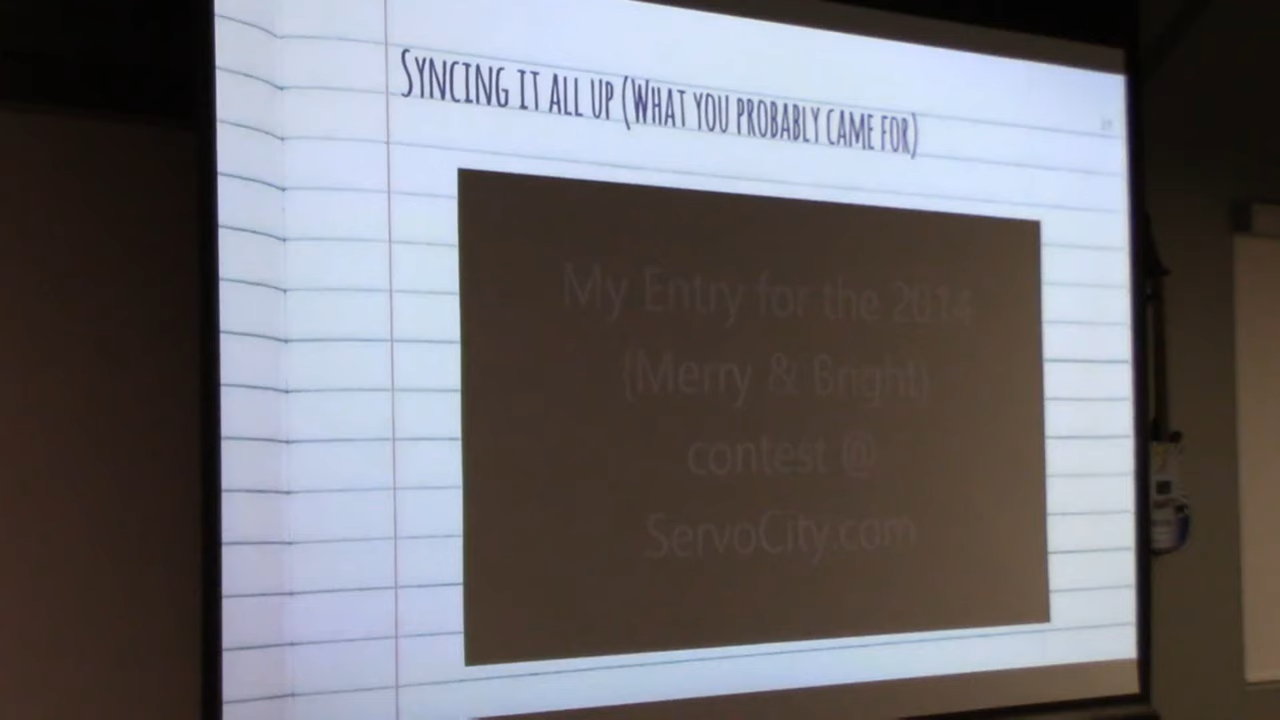 Syncing it all up (What you probably came for)
My Entry for the 2014
(Merry & Bright)
contest @
ServoCity.com